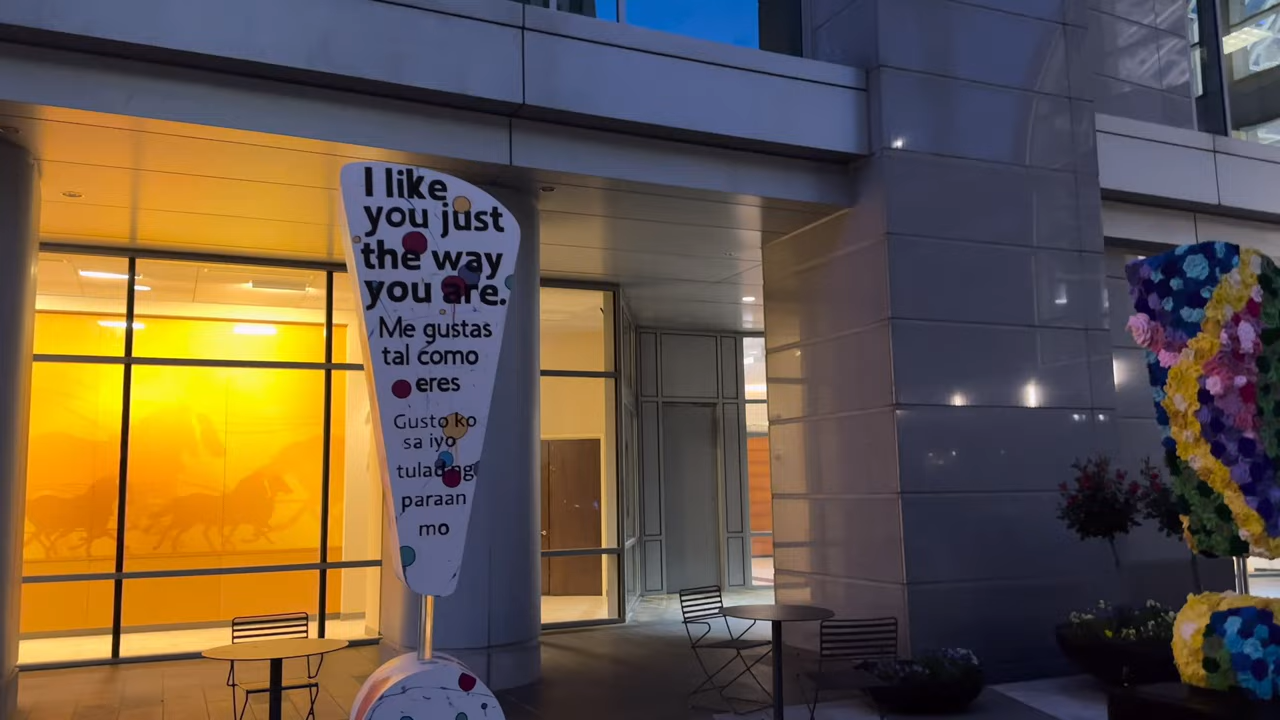 I like
you just
the way
you are.
Me gustas
tal como
eres
Gusto ko
sa iyo
tulad ng
paraan
mo